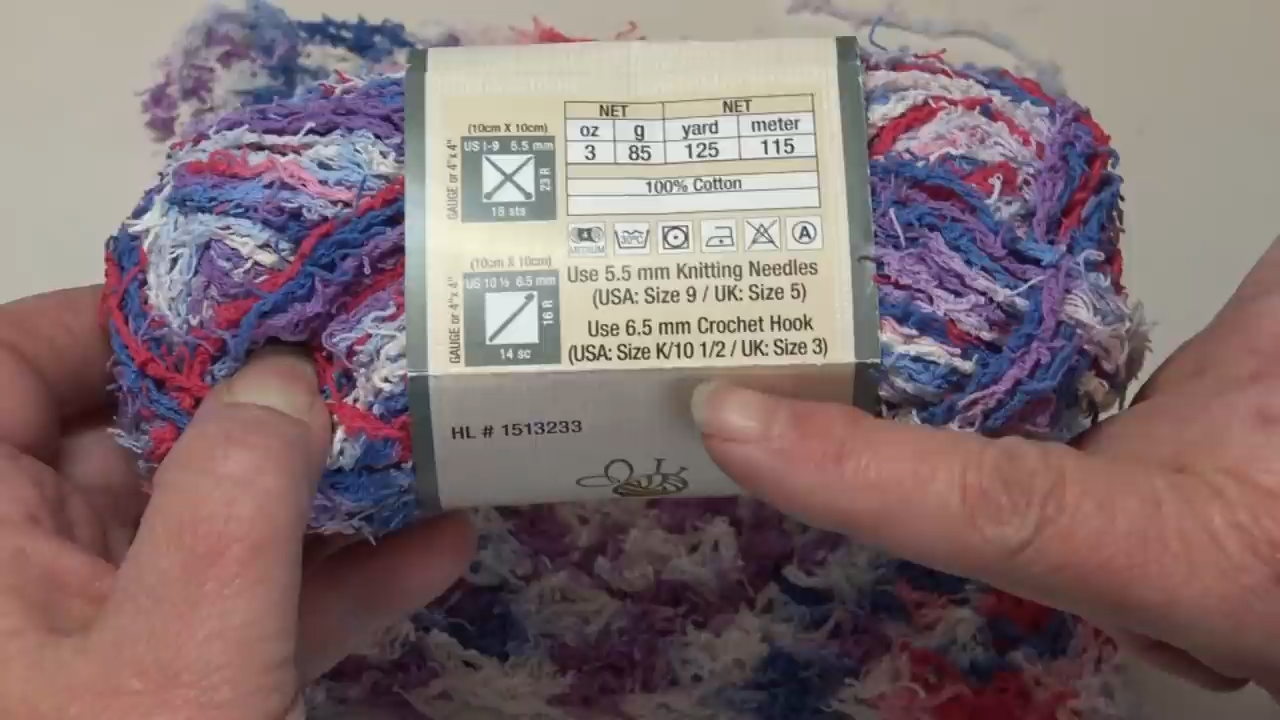 NET NET
oz g yard meter
3 85 125 115
100% Cotton
(10cm X 10cm)
GAUGE or 4"x 4"
US I-9 5.5 mm
23 R
15 sts
MEDIUM
30°C
A
(10cm X 10cm)
GAUGE or 4"x 4"
US 10 ½ 6.5 mm
16 R
14 sc
Use 5.5 mm Knitting Needles
(USA: Size 9 / UK: Size 5)
Use 6.5 mm Crochet Hook
(USA: Size K/10 1/2 / UK: Size 3)
HL # 1513233